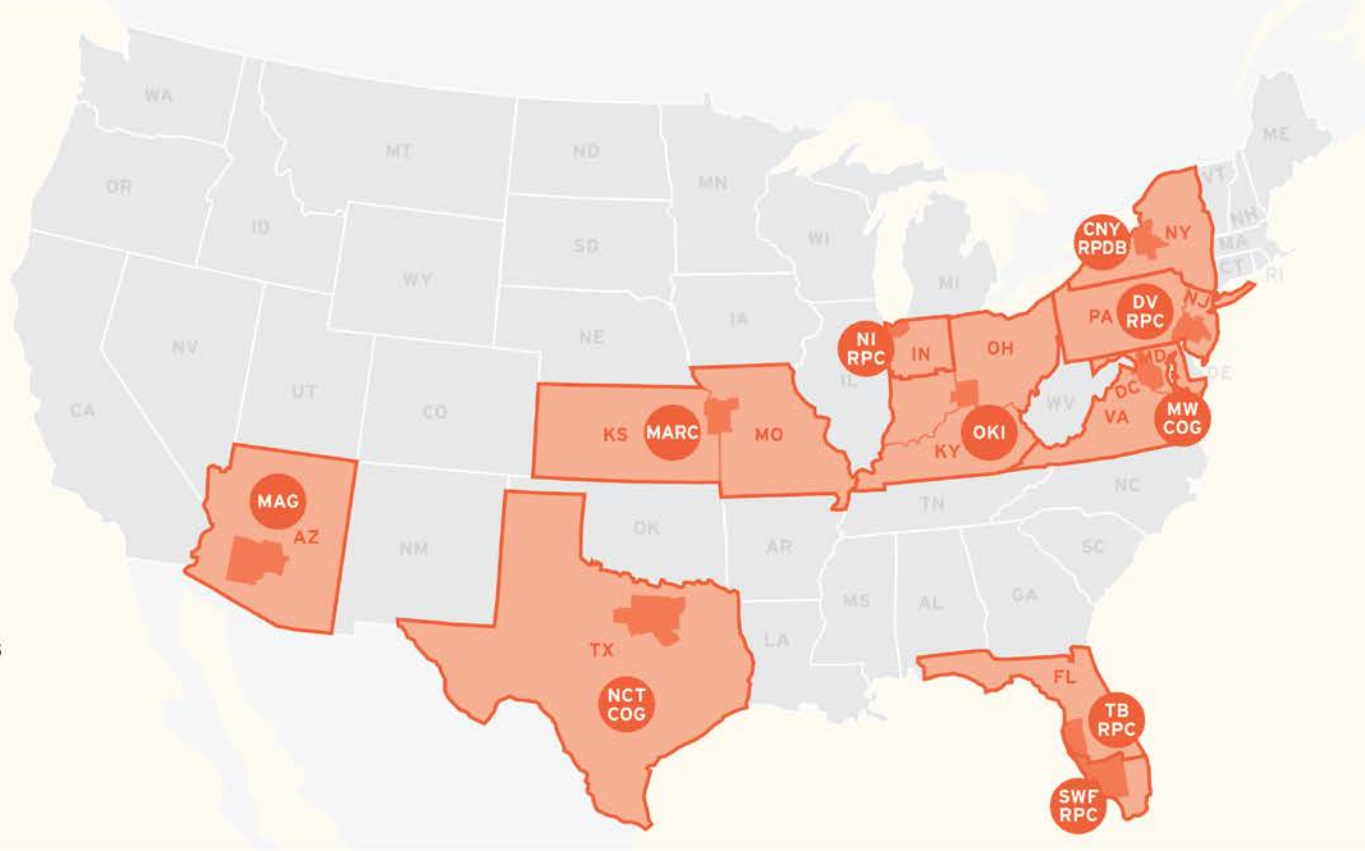 WA
ME
MT
ND
VT
MN
OR
NH
ID
CNY
RPDB
NY
WI
MA
SD
CT
RI
WY
MI
NJ
DV
RPC
PA
IA
NE
NV
NI
RPC
IN
OH
MD
DE
IL
UT
DC
CA
CO
WV
VA
MW
COG
KS
MARC
MO
OKI
KY
NC
MAG
TN
OK
AZ
NM
AR
SC
MS
AL
GA
LA
TX
S
FL
NCT
COG
TB
RPC
SWF
RPC